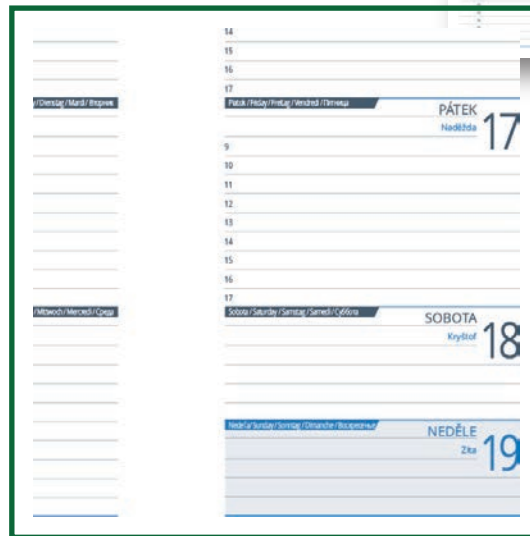 / Dienstag / Mardi / Вторник
/ Mittwoch / Mercredi / Среда
14
15
16
17
Piatok / Friday / Freitag / Vendredi / Пятница
PÁTEK
17
Naděžda
9
10
11
12
13
14
15
16
17
Sobota / Saturday / Samstag / Samedi / Суббота
SOBOTA
18
Kryštof
Nedeľa / Sunday / Sonntag / Dimanche / Воскресенье
NEDĚLE
19
Zita